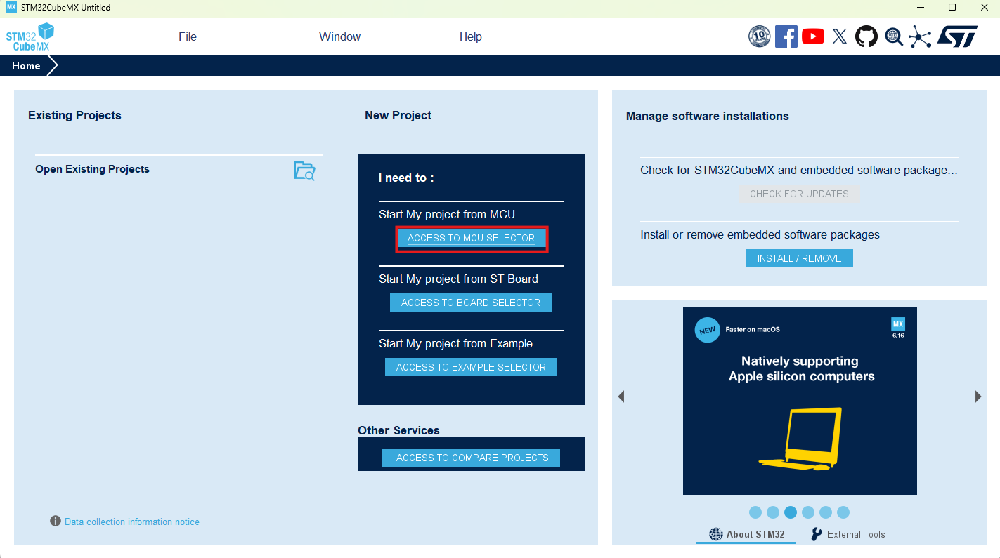 MX STM32CubeMX Untitled
STM32
CubeMX
File Window Help
10
Home
Existing Projects
Open Existing Projects
New Project
I need to :
Start My project from MCU
ACCESS TO MCU SELECTOR
Start My project from ST Board
ACCESS TO BOARD SELECTOR
Start My project from Example
ACCESS TO EXAMPLE SELECTOR
Other Services
ACCESS TO COMPARE PROJECTS
Data collection information notice
Manage software installations
Check for STM32CubeMX and embedded software package...
CHECK FOR UPDATES
Install or remove embedded software packages
INSTALL / REMOVE
NEW Faster on macOS
MX
6.16
Natively supporting
Apple silicon computers
About STM32 External Tools